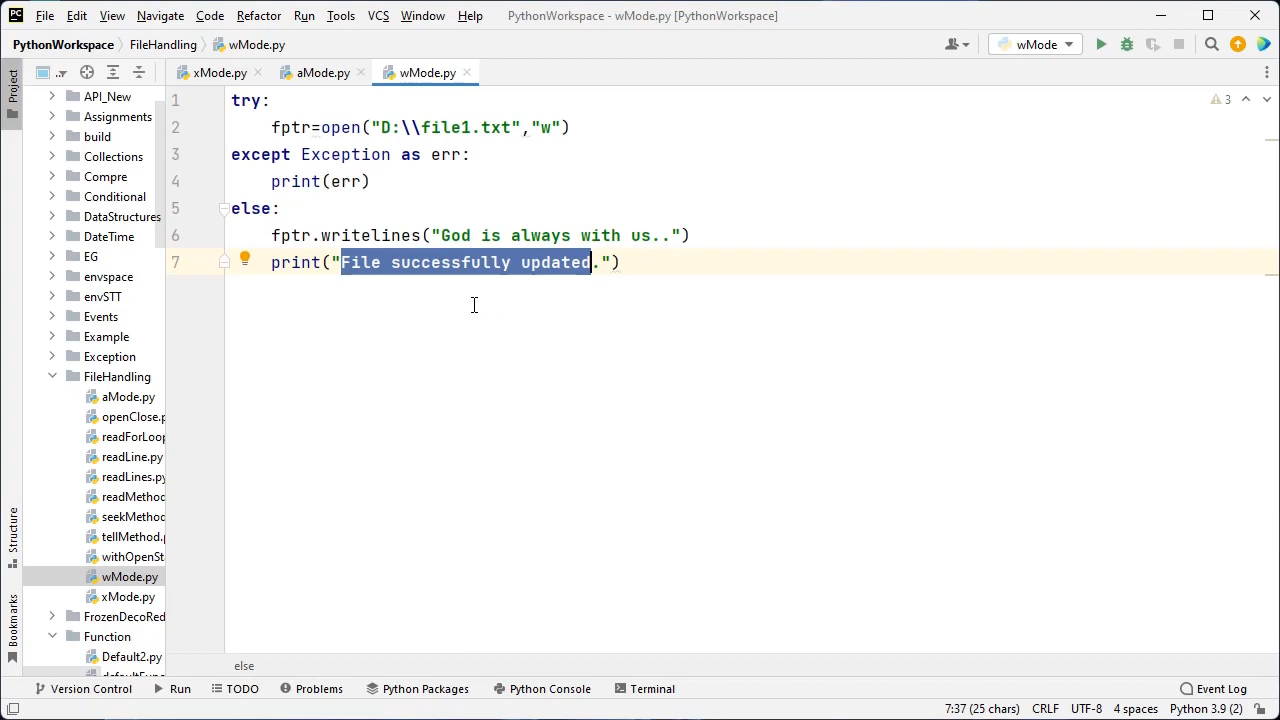 PC File Edit View Navigate Code Refactor Run Tools VCS Window Help PythonWorkspace - wMode.py [PythonWorkspace]
PythonWorkspace FileHandling wMode.py wMode
Project
xMode.py aMode.py wMode.py
API_New
Assignments
build
Collections
Compre
Conditional
DataStructures
DateTime
EG
envspace
envSTT
Events
Example
Exception
FileHandling
aMode.py
openClose.p
readForLoop
readLine.py
readLines.py
readMethod
seekMethod
tellMethod.
withOpenSt
wMode.py
xMode.py
FrozenDecoRed
Function
Default2.py
defaultFunc
1 try:
2 fptr=open("D:\\file1.txt","w")
3 except Exception as err:
4 print(err)
5 else:
6 fptr.writelines("God is always with us..")
7 print("File successfully updated.")
3
Structure
Bookmarks
else
Version Control Run TODO Problems Python Packages Python Console Terminal Event Log
7:37 (25 chars) CRLF UTF-8 4 spaces Python 3.9 (2)